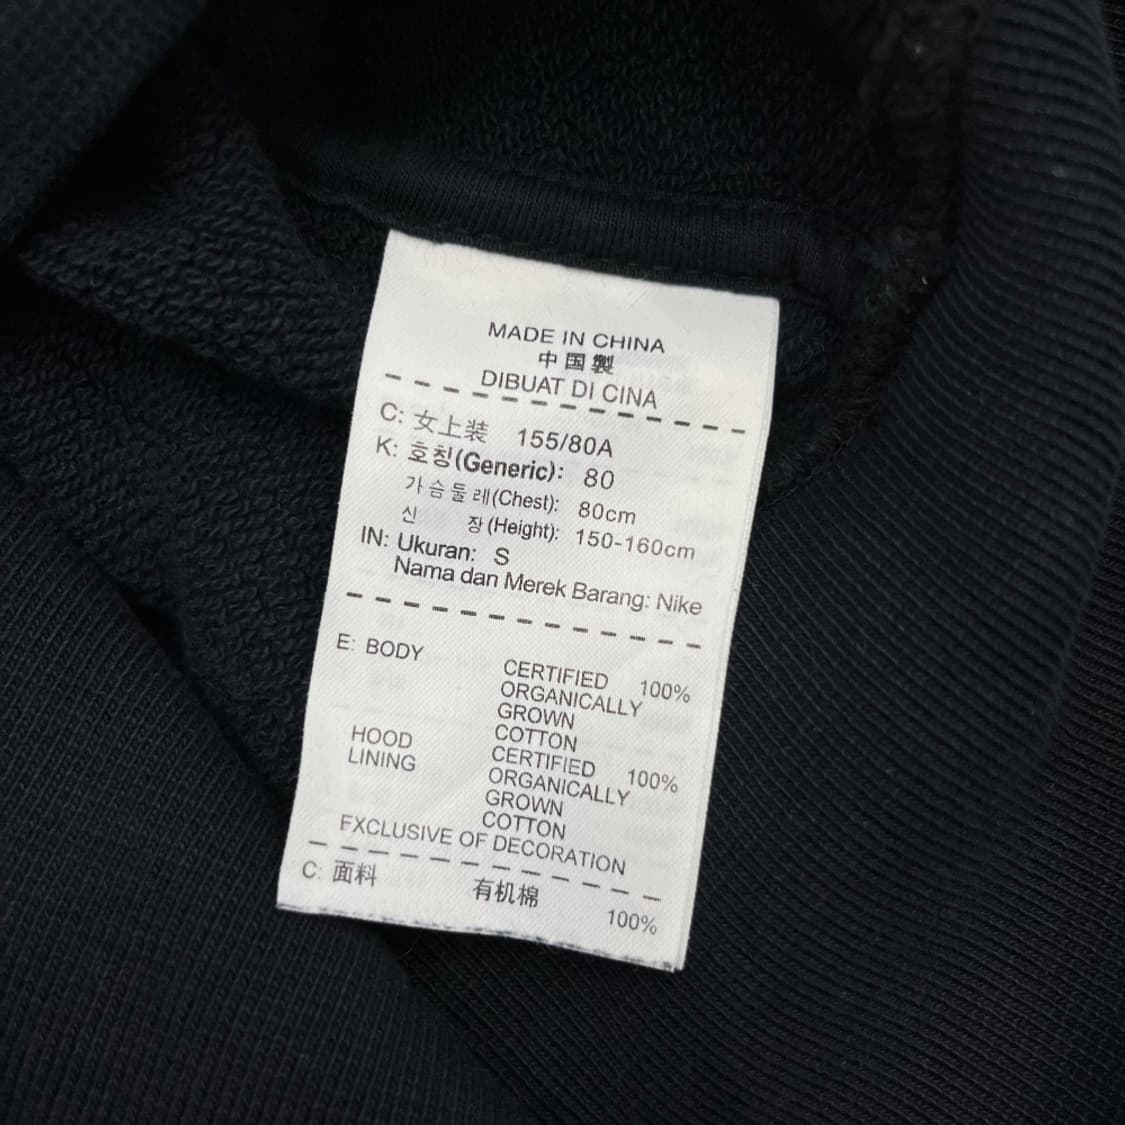 MADE IN CHINA
中国製
DIBUAT DI CINA
C: 女上装 155/80A
K: 호칭(Generic): 80
가슴둘레(Chest): 80cm
신 장(Height): 150-160cm
IN: Ukuran: S
Nama dan Merek Barang: Nike
E: BODY CERTIFIED 100%
ORGANICALLY
GROWN
COTTON
HOOD CERTIFIED 100%
LINING ORGANICALLY
GROWN
COTTON
EXCLUSIVE OF DECORATION
C: 面料 有机棉 100%